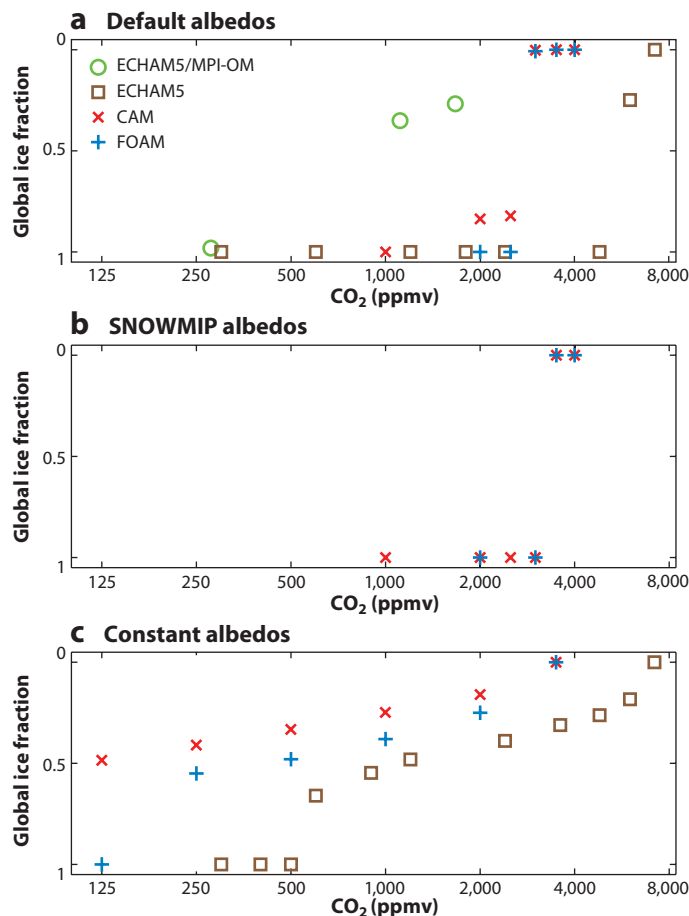 a Default albedos
0
ECHAM5/MPI-OM
ECHAM5
CAM
FOAM
0.5
1
Global ice fraction
125 250 500 1,000 2,000 4,000 8,000
CO₂ (ppmv)
b SNOWMIP albedos
0
0.5
1
Global ice fraction
125 250 500 1,000 2,000 4,000 8,000
CO₂ (ppmv)
c Constant albedos
0
0.5
1
Global ice fraction
125 250 500 1,000 2,000 4,000 8,000
CO₂ (ppmv)